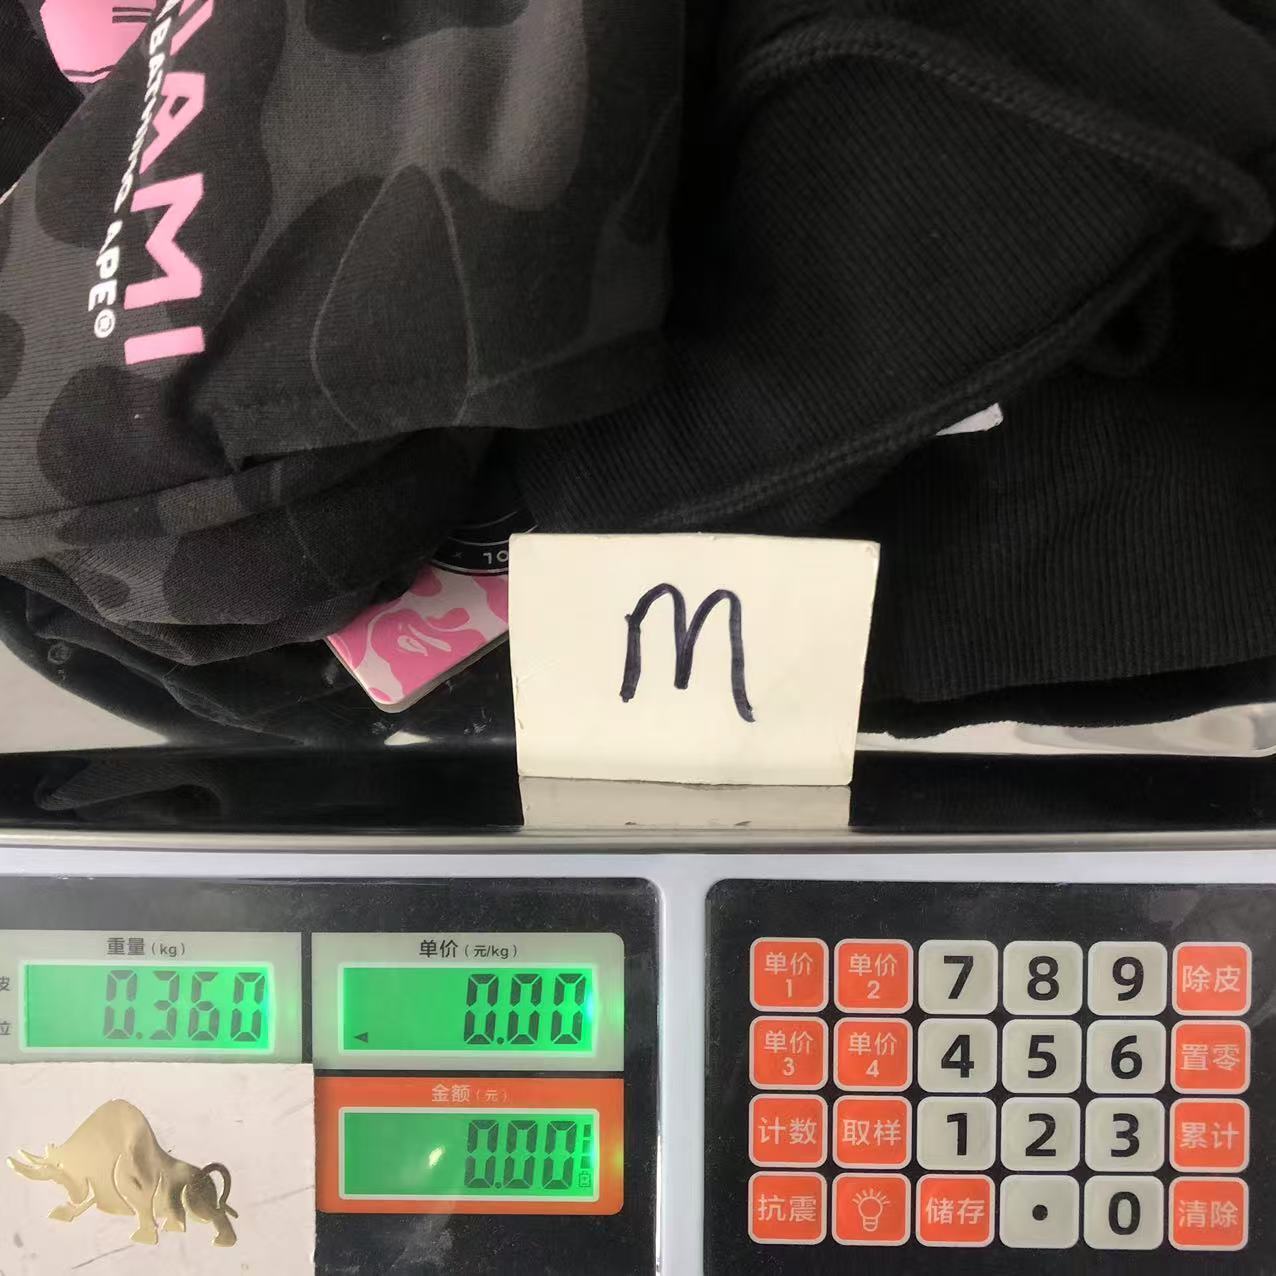 AMI
A BATHING APE®
OL
M
重量(kg)
单价(元/kg)
0.360
0.00
皮
位
金额(元)
0.00
单价1 单价2 7 8 9 除皮
单价3 单价4 4 5 6 置零
计数 取样 1 2 3 累计
抗震 储存 • 0 清除